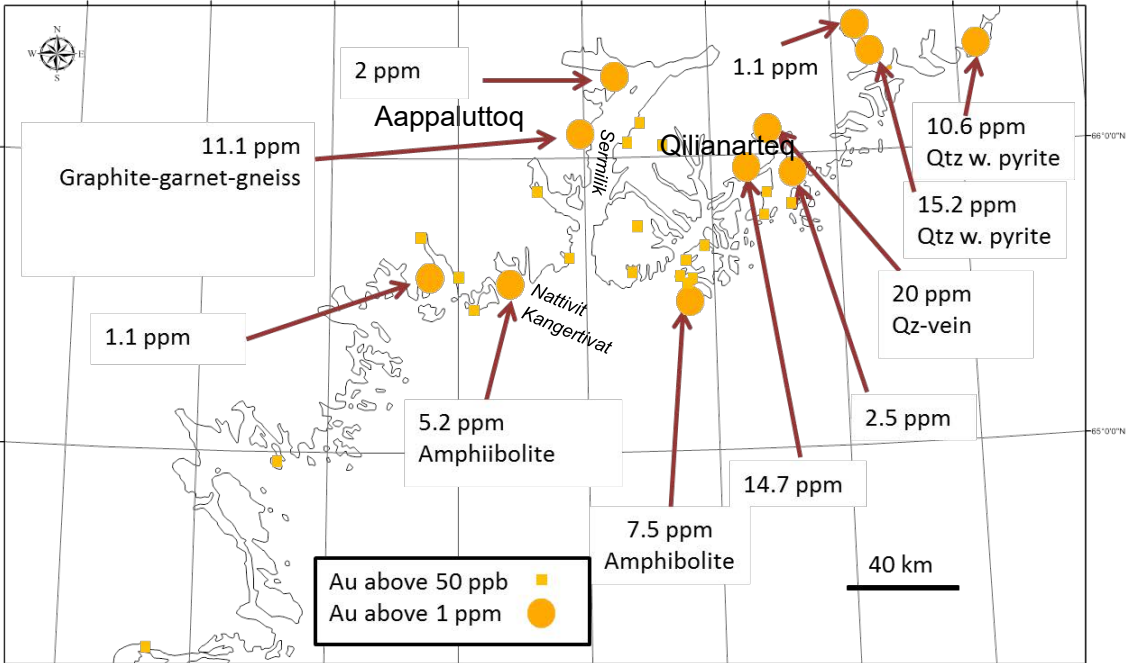 N
W E
S
2 ppm
1.1 ppm
Aappaluttoq
11.1 ppm
Graphite-garnet-gneiss
Sermilik
Qilianarteq
10.6 ppm
Qtz w. pyrite
66°0'0"N
15.2 ppm
Qtz w. pyrite
20 ppm
Qz-vein
Nattivit
Kangertivat
1.1 ppm
5.2 ppm
Amphiibolite
2.5 ppm
65°0'0"N
14.7 ppm
7.5 ppm
Amphibolite
40 km
Au above 50 ppb
Au above 1 ppm